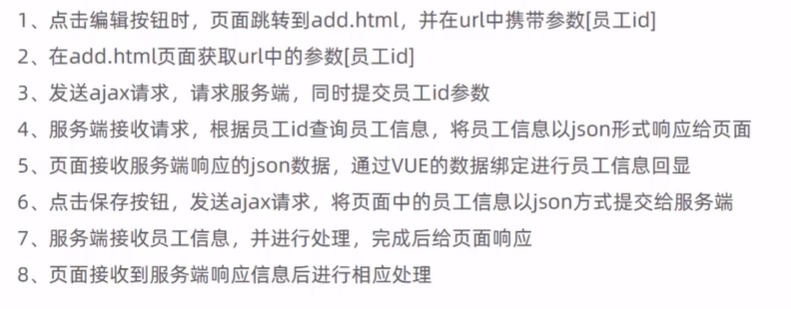 1、点击编辑按钮时，页面跳转到add.html，并在url中携带参数[员工id]
2、在add.html页面获取url中的参数[员工id]
3、发送ajax请求，请求服务端，同时提交员工id参数
4、服务端接收请求，根据员工id查询员工信息，将员工信息以json形式响应给页面
5、页面接收服务端响应的json数据，通过VUE的数据绑定进行员工信息回显
6、点击保存按钮，发送ajax请求，将页面中的员工信息以json方式提交给服务端
7、服务端接收员工信息，并进行处理，完成后给页面响应
8、页面接收到服务端响应信息后进行相应处理